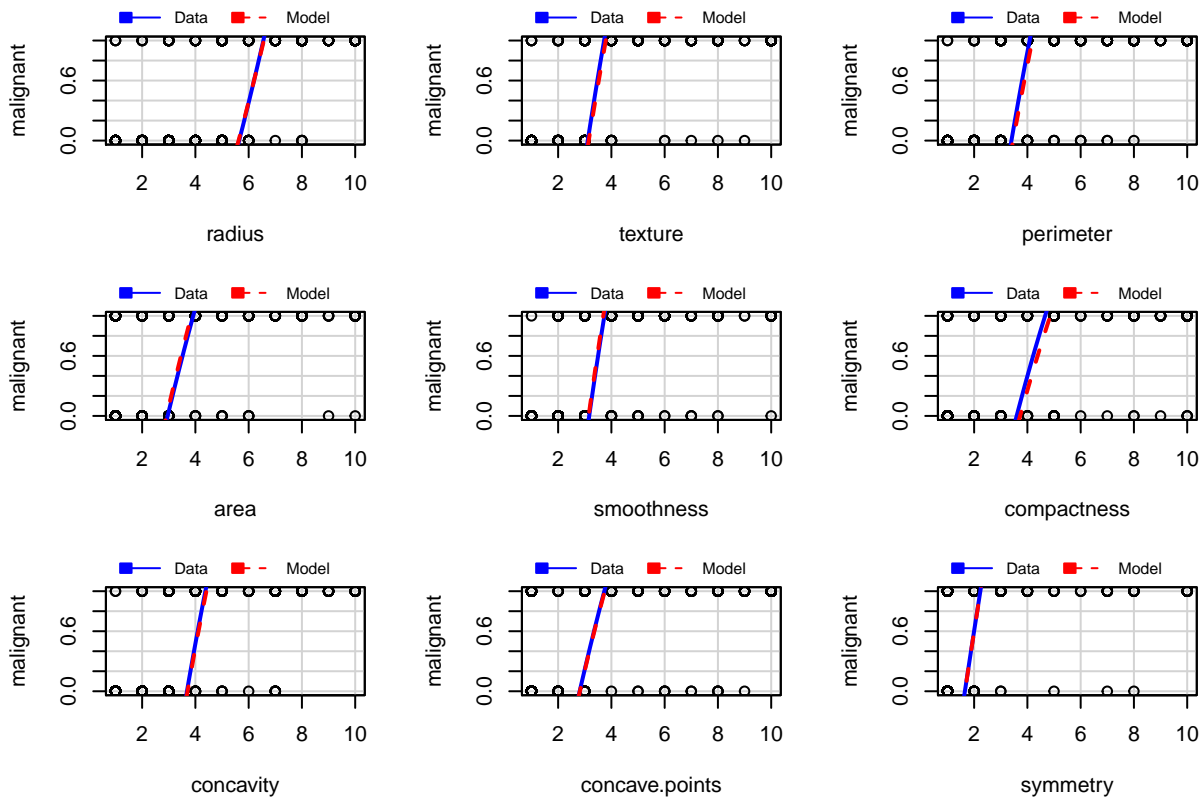 Data Model
malignant
0.0 0.6
2 4 6 8 10
radius
Data Model
malignant
0.0 0.6
2 4 6 8 10
texture
Data Model
malignant
0.0 0.6
2 4 6 8 10
perimeter
Data Model
malignant
0.0 0.6
2 4 6 8 10
area
Data Model
malignant
0.0 0.6
2 4 6 8 10
smoothness
Data Model
malignant
0.0 0.6
2 4 6 8 10
compactness
Data Model
malignant
0.0 0.6
2 4 6 8 10
concavity
Data Model
malignant
0.0 0.6
2 4 6 8 10
concave.points
Data Model
malignant
0.0 0.6
2 4 6 8 10
symmetry